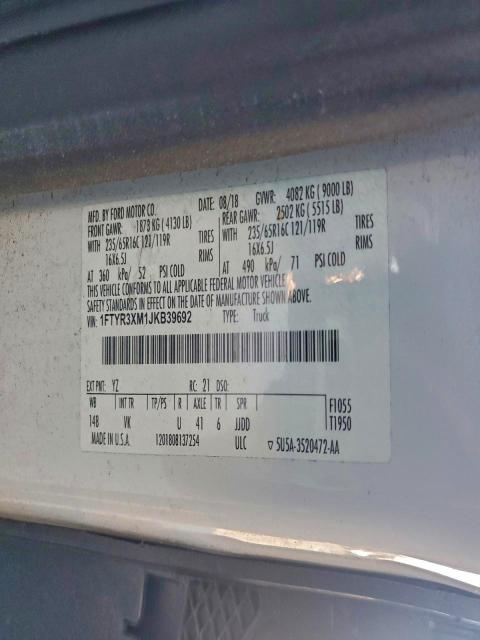 MFD. BY FORD MOTOR CO. DATE: 08/18 GVWR: 4082 KG ( 9000 LB)
FRONT GAWR: 1873 KG ( 4130 LB) REAR GAWR: 2502 KG ( 5515 LB)
WITH 235/65R16C 121/119R TIRES WITH 235/65R16C 121/119R TIRES
16X6.5J RIMS 16X6.5J RIMS
AT 360 kPa/ 52 PSI COLD AT 490 kPa/ 71 PSI COLD
THIS VEHICLE CONFORMS TO ALL APPLICABLE FEDERAL MOTOR VEHICLE
SAFETY STANDARDS IN EFFECT ON THE DATE OF MANUFACTURE SHOWN ABOVE.
VIN: 1FTYR3XM1JKB39692 TYPE: Truck
EXT PNT: YZ RC: 21 DSO:
WB INT TR TP/PS R AXLE TR SPR F1055
148 VK U 41 6 JJDD T1950
MADE IN U.S.A. 1201808137254 ULC ▽ 5U5A-3520472-AA